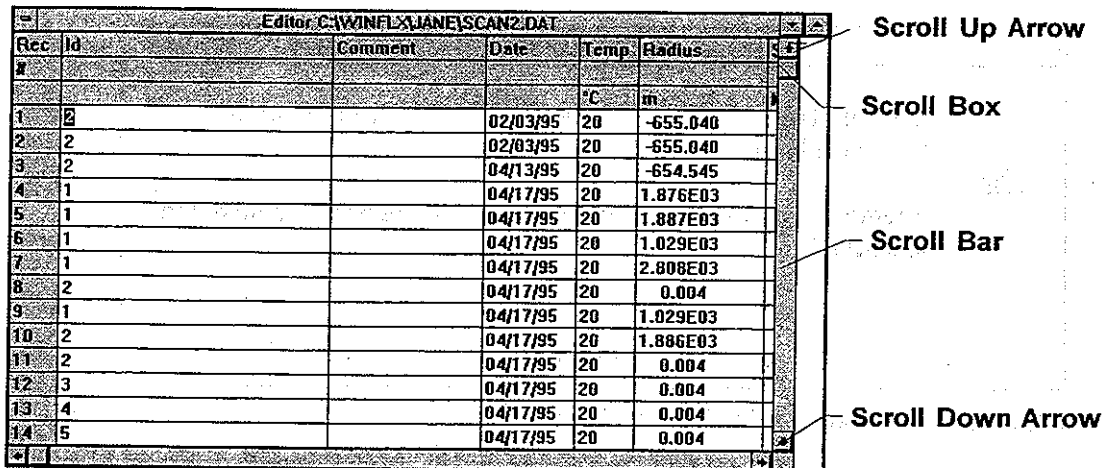 Editor C:\WINFLX\JANE\SCAN2.DAT
Scroll Up Arrow
Rec Id Comment Date Temp Radius S
#
°C m
Scroll Box
1 2 02/03/95 20 -655.040
2 2 02/03/95 20 -655.040
3 2 04/13/95 20 -654.545
4 1 04/17/95 20 1.876E03
5 1 04/17/95 20 1.887E03
6 1 04/17/95 20 1.029E03
Scroll Bar
7 1 04/17/95 20 2.808E03
8 2 04/17/95 20 0.004
9 1 04/17/95 20 1.029E03
10 2 04/17/95 20 1.886E03
11 2 04/17/95 20 0.004
12 3 04/17/95 20 0.004
13 4 04/17/95 20 0.004
Scroll Down Arrow
14 5 04/17/95 20 0.004